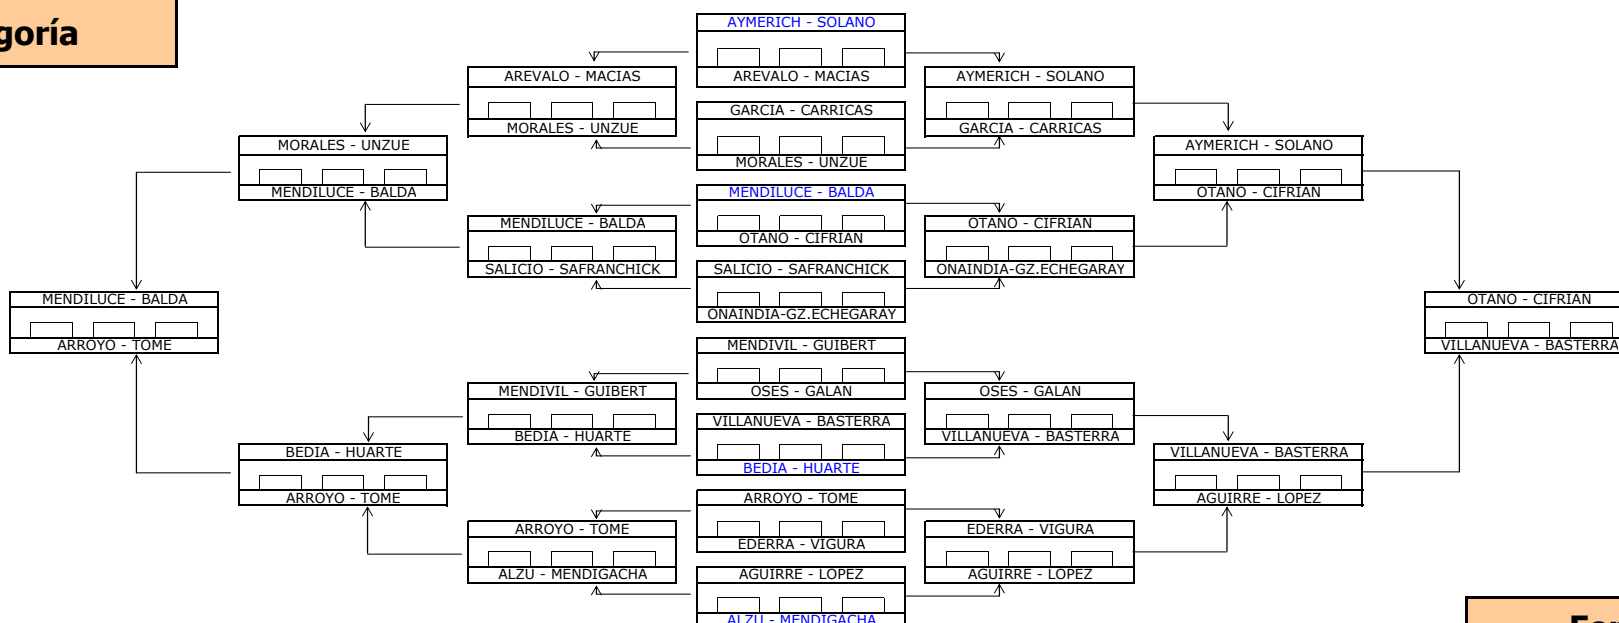 goría
AYMERICH - SOLANO
AREVALO - MACIAS
AREVALO - MACIAS
MORALES - UNZUE
AYMERICH - SOLANO
GARCIA - CARRICAS
GARCIA - CARRICAS
MORALES - UNZUE
MORALES - UNZUE
MENDILUCE - BALDA
AYMERICH - SOLANO
OTANO - CIFRIAN
MENDILUCE - BALDA
OTANO - CIFRIAN
MENDILUCE - BALDA
SALICIO - SAFRANCHICK
OTANO - CIFRIAN
ONAINDIA-GZ.ECHEGARAY
SALICIO - SAFRANCHICK
ONAINDIA-GZ.ECHEGARAY
MENDILUCE - BALDA
ARROYO - TOME
OTANO - CIFRIAN
VILLANUEVA - BASTERRA
MENDIVIL - GUIBERT
OSES - GALAN
MENDIVIL - GUIBERT
BEDIA - HUARTE
OSES - GALAN
VILLANUEVA - BASTERRA
VILLANUEVA - BASTERRA
BEDIA - HUARTE
BEDIA - HUARTE
ARROYO - TOME
VILLANUEVA - BASTERRA
AGUIRRE - LOPEZ
ARROYO - TOME
EDERRA - VIGURA
ARROYO - TOME
ALZU - MENDIGACHA
EDERRA - VIGURA
AGUIRRE - LOPEZ
AGUIRRE - LOPEZ
ALZU - MENDIGACHA